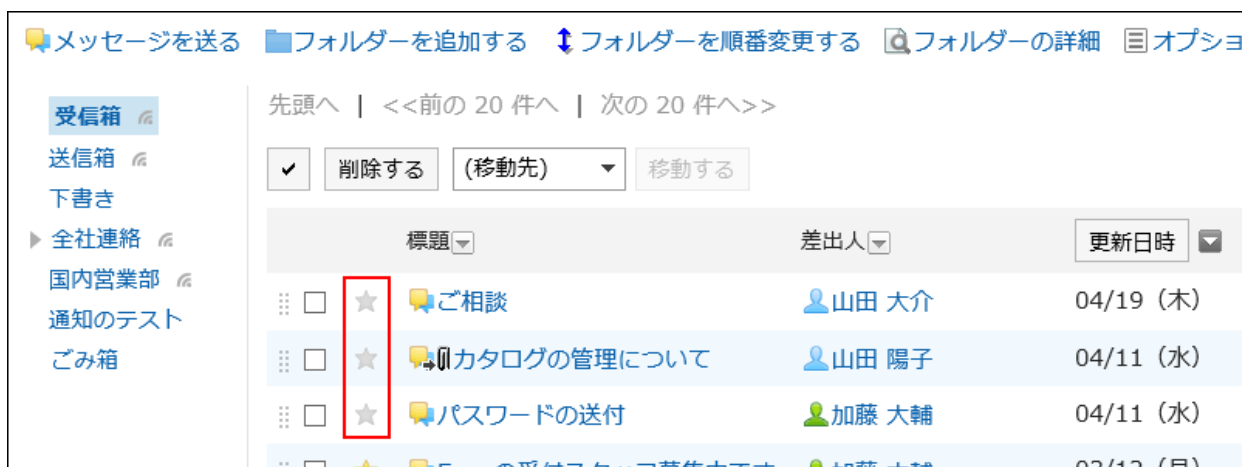 メッセージを送る フォルダーを追加する フォルダーを順番変更する フォルダーの詳細 オプショ
受信箱
送信箱
下書き
全社連絡
国内営業部
通知のテスト
ごみ箱
先頭へ | <<前の 20 件へ | 次の 20 件へ>>
削除する (移動先) 移動する
標題 差出人 更新日時
ご相談 山田 大介 04/19 (木)
カタログの管理について 山田 陽子 04/11 (水)
パスワードの送付 加藤 大輔 04/11 (水)